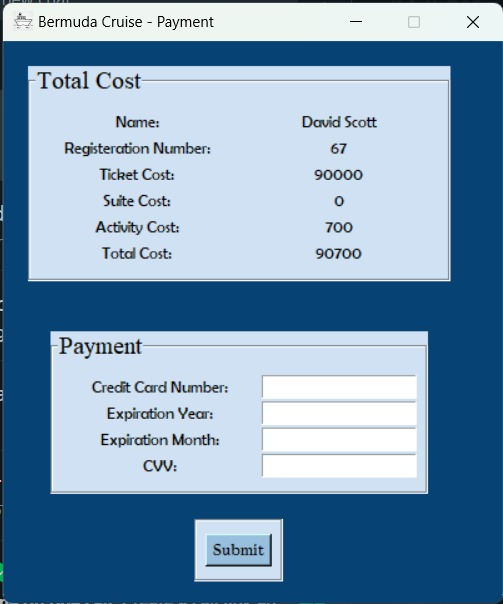 Bermuda Cruise - Payment
Total Cost
Name: David Scott
Registeration Number: 67
Ticket Cost: 90000
Suite Cost: 0
Activity Cost: 700
Total Cost: 90700
Payment
Credit Card Number:
Expiration Year:
Expiration Month:
CVV:
Submit